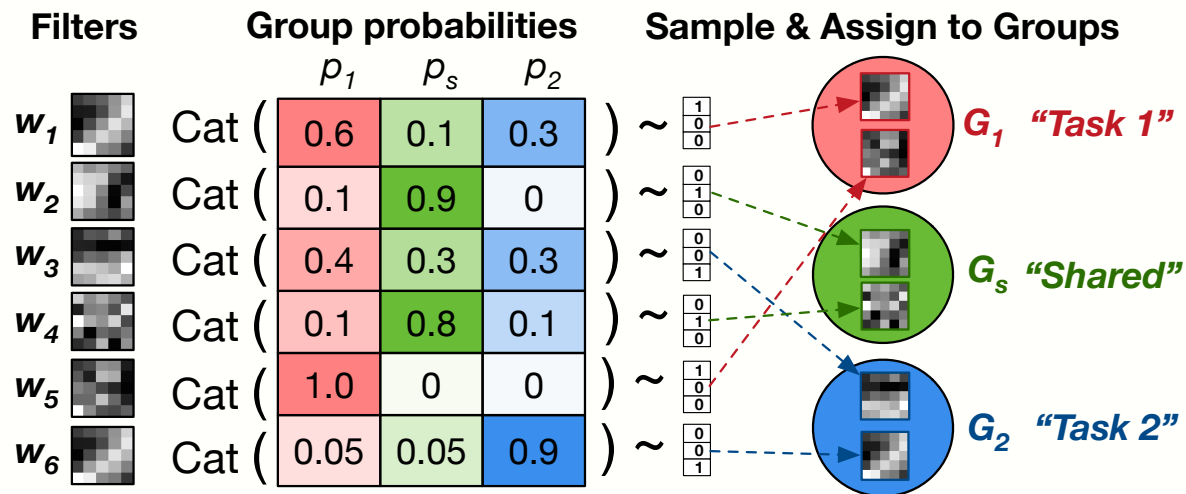 Filters Group probabilities Sample & Assign to Groups
p1 ps p2
w1 Cat ( 0.6 0.1 0.3 ) ~ 1 0 0
G1 "Task 1"
w2 Cat ( 0.1 0.9 0 ) ~ 0 1 0
w3 Cat ( 0.4 0.3 0.3 ) ~ 0 0 1
Gs "Shared"
w4 Cat ( 0.1 0.8 0.1 ) ~ 0 1 0
w5 Cat ( 1.0 0 0 ) ~ 1 0 0
G2 "Task 2"
w6 Cat ( 0.05 0.05 0.9 ) ~ 0 0 1